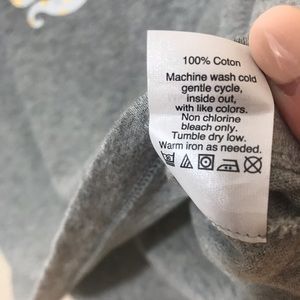 100% Coton
Machine wash cold
gentle cycle,
inside out,
with like colors.
Non chlorine
bleach only.
Tumble dry low.
Warm iron as needed.